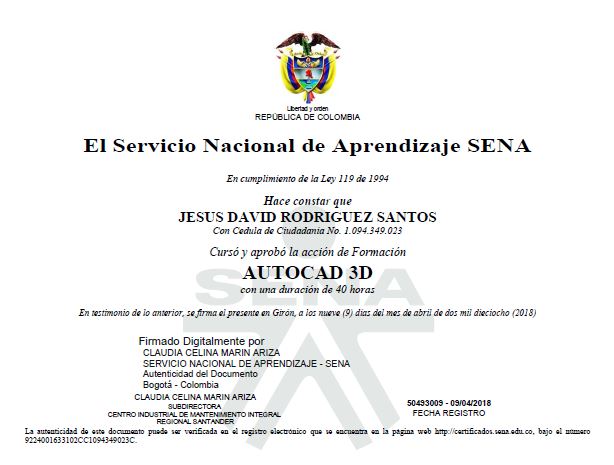 Libertad y orden
REPÚBLICA DE COLOMBIA
El Servicio Nacional de Aprendizaje SENA
En cumplimiento de la Ley 119 de 1994
Hace constar que
JESUS DAVID RODRIGUEZ SANTOS
Con Cedula de Ciudadania No. 1.094.349.023
Cursó y aprobó la acción de Formación
AUTOCAD 3D
con una duración de 40 horas
SENA
En testimonio de lo anterior, se firma el presente en Girón, a los nueve (9) días del mes de abril de dos mil dieciocho (2018)
Firmado Digitalmente por
CLAUDIA CELINA MARIN ARIZA
SERVICIO NACIONAL DE APRENDIZAJE - SENA
Autenticidad del Documento
Bogotá - Colombia
CLAUDIA CELINA MARIN ARIZA
SUBDIRECTORA
CENTRO INDUSTRIAL DE MANTENIMIENTO INTEGRAL
REGIONAL SANTANDER
50493009 - 09/04/2018
FECHA REGISTRO
La autenticidad de este documento puede ser verificada en el registro electrónico que se encuentra en la página web http://certificados.sena.edu.co, bajo el número
9224001633102CC1094349023C.